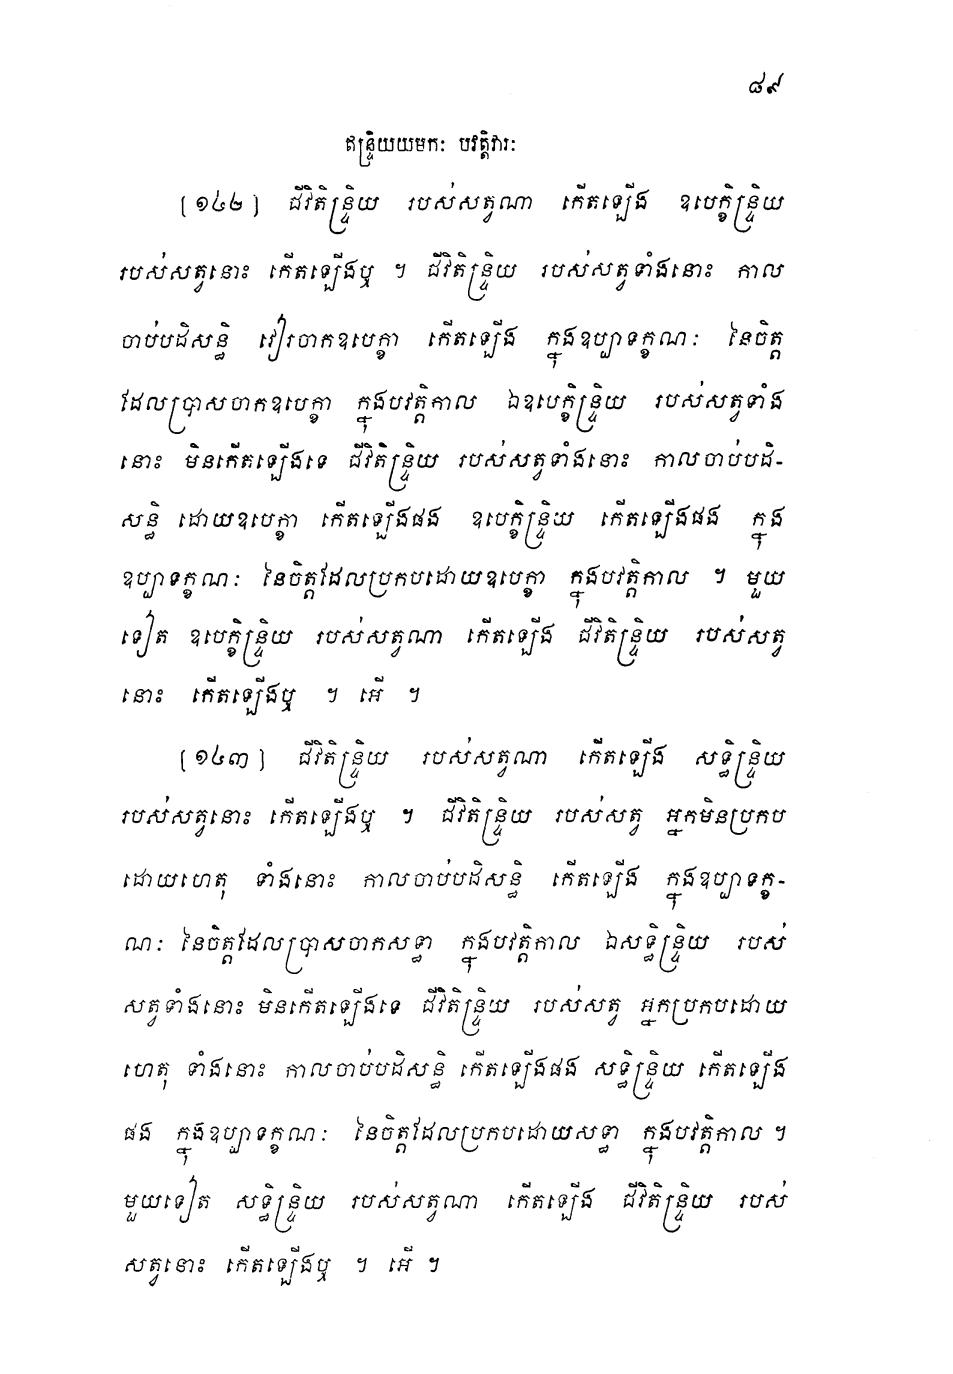 ៨៩
ឥន្ទ្រិយយមកៈ បវត្តិវារៈ
[១៤២] ជីវិតិន្ទ្រិយ របស់សត្វណា កើតឡើង ឧបេក្ខិន្ទ្រិយ
របស់សត្វនោះ កើតឡើងឬ ។ ជីវិតិន្ទ្រិយ របស់សត្វទាំងនោះ កាល
ចាប់បដិសន្ធិ វៀរចាកឧបេក្ខា កើតឡើង ក្នុងឧប្បាទក្ខណៈ នៃចិត្ត
ដែលប្រាសចាកឧបេក្ខា ក្នុងបវត្តិកាល ឯឧបេក្ខិន្ទ្រិយ របស់សត្វទាំង
នោះ មិនកើតឡើងទេ ជីវិតិន្ទ្រិយ របស់សត្វទាំងនោះ កាលចាប់បដិ-
សន្ធិ ដោយឧបេក្ខា កើតឡើងផង ឧបេក្ខិន្ទ្រិយ កើតឡើងផង ក្នុង
ឧប្បាទក្ខណៈ នៃចិត្តដែលប្រកបដោយឧបេក្ខា ក្នុងបវត្តិកាល ។ មួយ
ទៀត ឧបេក្ខិន្ទ្រិយ របស់សត្វណា កើតឡើង ជីវិតិន្ទ្រិយ របស់សត្វ
នោះ កើតឡើងឬ ។ អើ ។
[១៤៣] ជីវិតិន្ទ្រិយ របស់សត្វណា កើតឡើង សទ្ធិន្ទ្រិយ
របស់សត្វនោះ កើតឡើងឬ ។ ជីវិតិន្ទ្រិយ របស់សត្វ អ្នកមិនប្រកប
ដោយហេតុ ទាំងនោះ កាលចាប់បដិសន្ធិ កើតឡើង ក្នុងឧប្បាទក្ខ-
ណៈ នៃចិត្តដែលប្រាសចាកសទ្ធា ក្នុងបវត្តិកាល ឯសទ្ធិន្ទ្រិយ របស់
សត្វទាំងនោះ មិនកើតឡើងទេ ជីវិតិន្ទ្រិយ របស់សត្វ អ្នកប្រកបដោយ
ហេតុ ទាំងនោះ កាលចាប់បដិសន្ធិ កើតឡើងផង សទ្ធិន្ទ្រិយ កើតឡើង
ផង ក្នុងឧប្បាទក្ខណៈ នៃចិត្តដែលប្រកបដោយសទ្ធា ក្នុងបវត្តិកាល ។
មួយទៀត សទ្ធិន្ទ្រិយ របស់សត្វណា កើតឡើង ជីវិតិន្ទ្រិយ របស់
សត្វនោះ កើតឡើងឬ ។ អើ ។